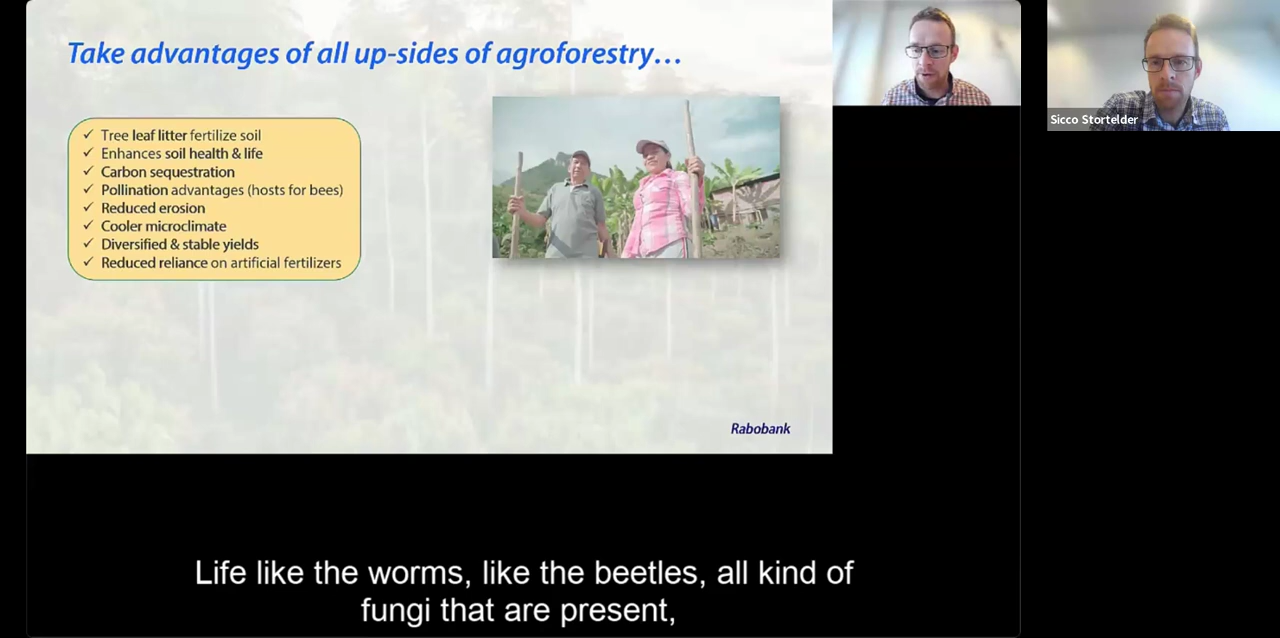 Take advantages of all up-sides of agroforestry…
✓ Tree leaf litter fertilize soil
✓ Enhances soil health & life
✓ Carbon sequestration
✓ Pollination advantages (hosts for bees)
✓ Reduced erosion
✓ Cooler microclimate
✓ Diversified & stable yields
✓ Reduced reliance on artificial fertilizers
Rabobank
Sicco Stortelder
Life like the worms, like the beetles, all kind of
fungi that are present,